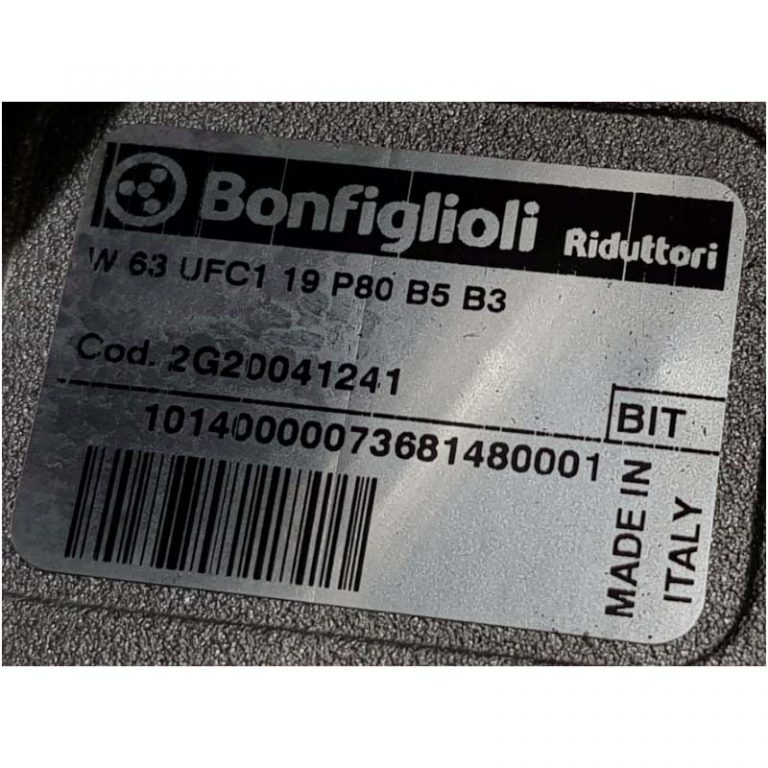 Bonfiglioli Riduttori
W 63 UFC1 19 P80 B5 B3
Cod. 2G20041241
BIT
10140000073681480001
MADE IN
ITALY